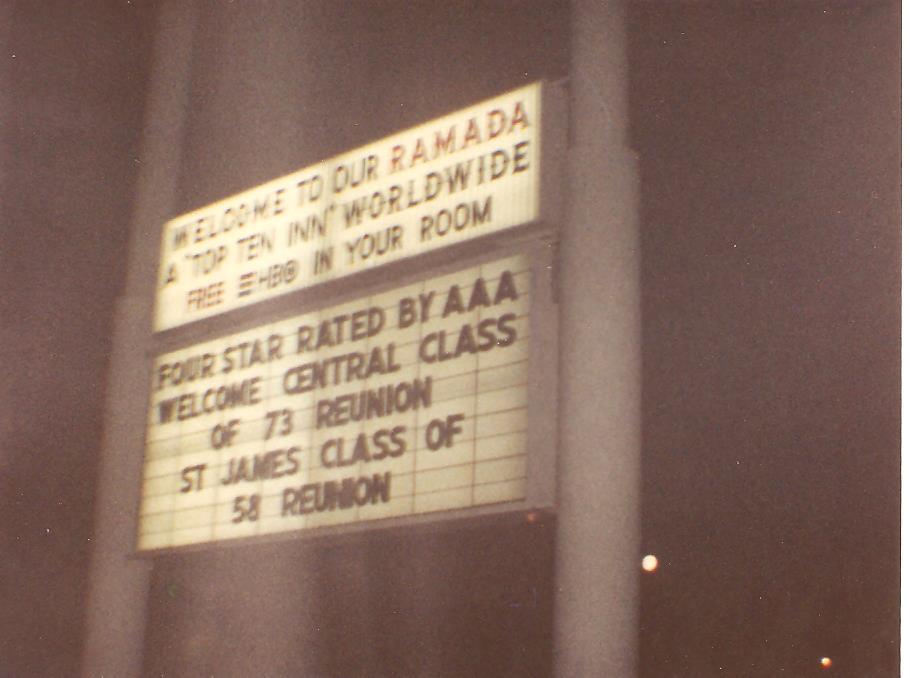 WELCOME TO OUR RAMADA
A "TOP TEN INN" WORLDWIDE
FREE HBO IN YOUR ROOM
FOUR STAR RATED BY AAA
WELCOME CENTRAL CLASS
OF 73 REUNION
ST JAMES CLASS OF
58 REUNION